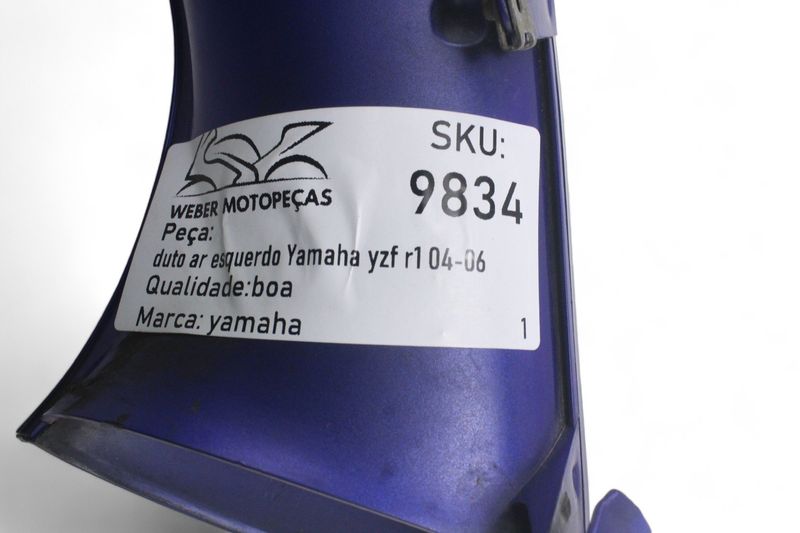 SKU:
9834
WEBER MOTOPEÇAS
Peça:
duto ar esquerdo Yamaha yzf r1 04-06
Qualidade:boa
Marca: yamaha
1